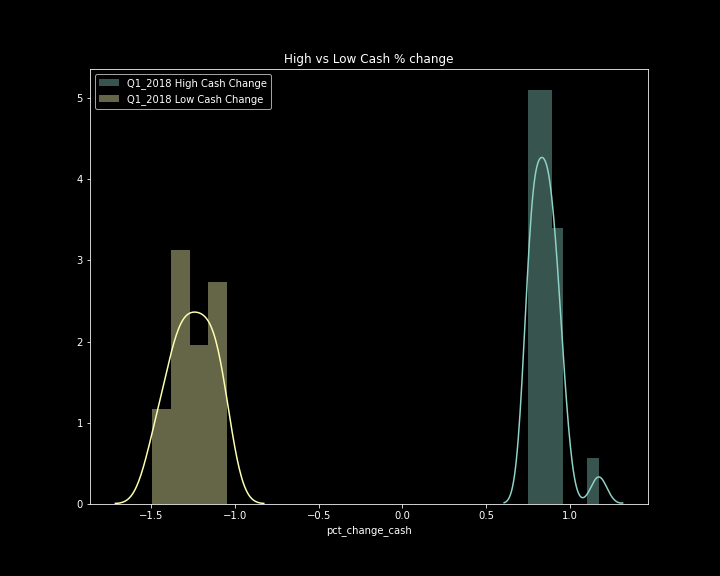 High vs Low Cash % change
Q1_2018 High Cash Change
Q1_2018 Low Cash Change
5
4
3
2
1
0
−1.5 −1.0 −0.5 0.0 0.5 1.0
pct_change_cash